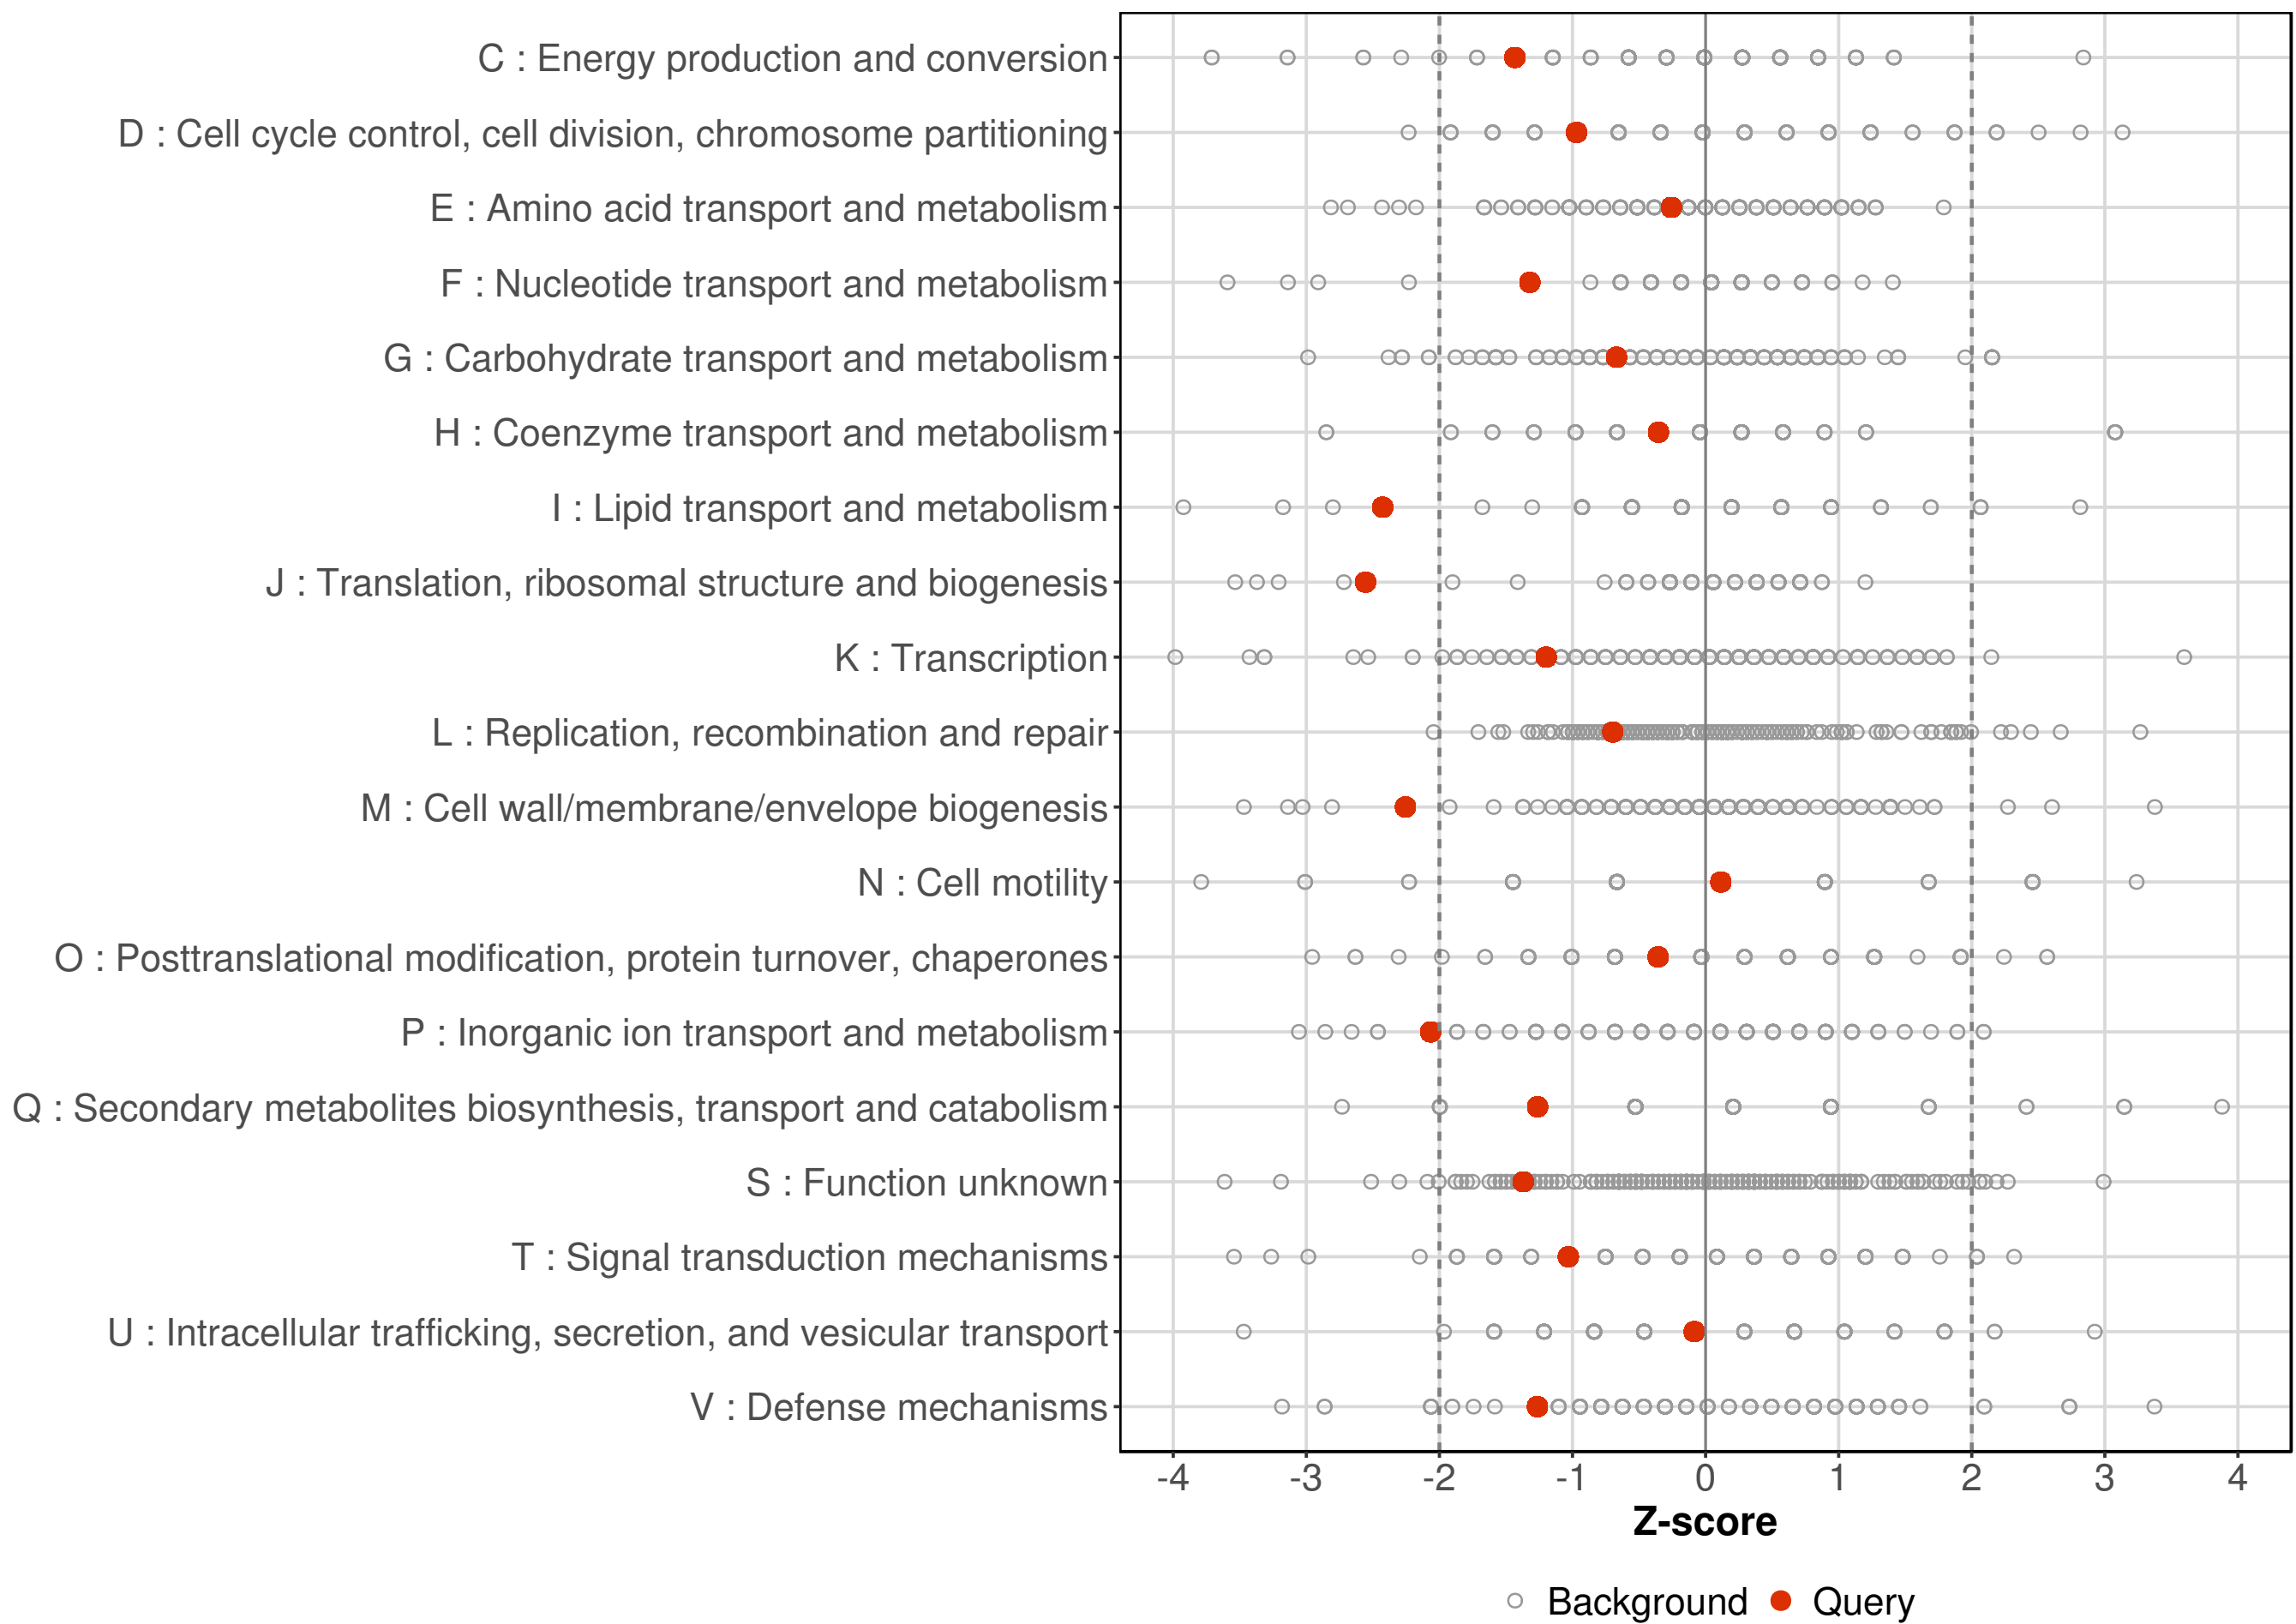 C : Energy production and conversion
D : Cell cycle control, cell division, chromosome partitioning
E : Amino acid transport and metabolism
F : Nucleotide transport and metabolism
G : Carbohydrate transport and metabolism
H : Coenzyme transport and metabolism
I : Lipid transport and metabolism
J : Translation, ribosomal structure and biogenesis
K : Transcription
L : Replication, recombination and repair
M : Cell wall/membrane/envelope biogenesis
N : Cell motility
O : Posttranslational modification, protein turnover, chaperones
P : Inorganic ion transport and metabolism
Q : Secondary metabolites biosynthesis, transport and catabolism
S : Function unknown
T : Signal transduction mechanisms
U : Intracellular trafficking, secretion, and vesicular transport
V : Defense mechanisms
-4 -3 -2 -1 0 1 2 3 4
Z-score
Background Query